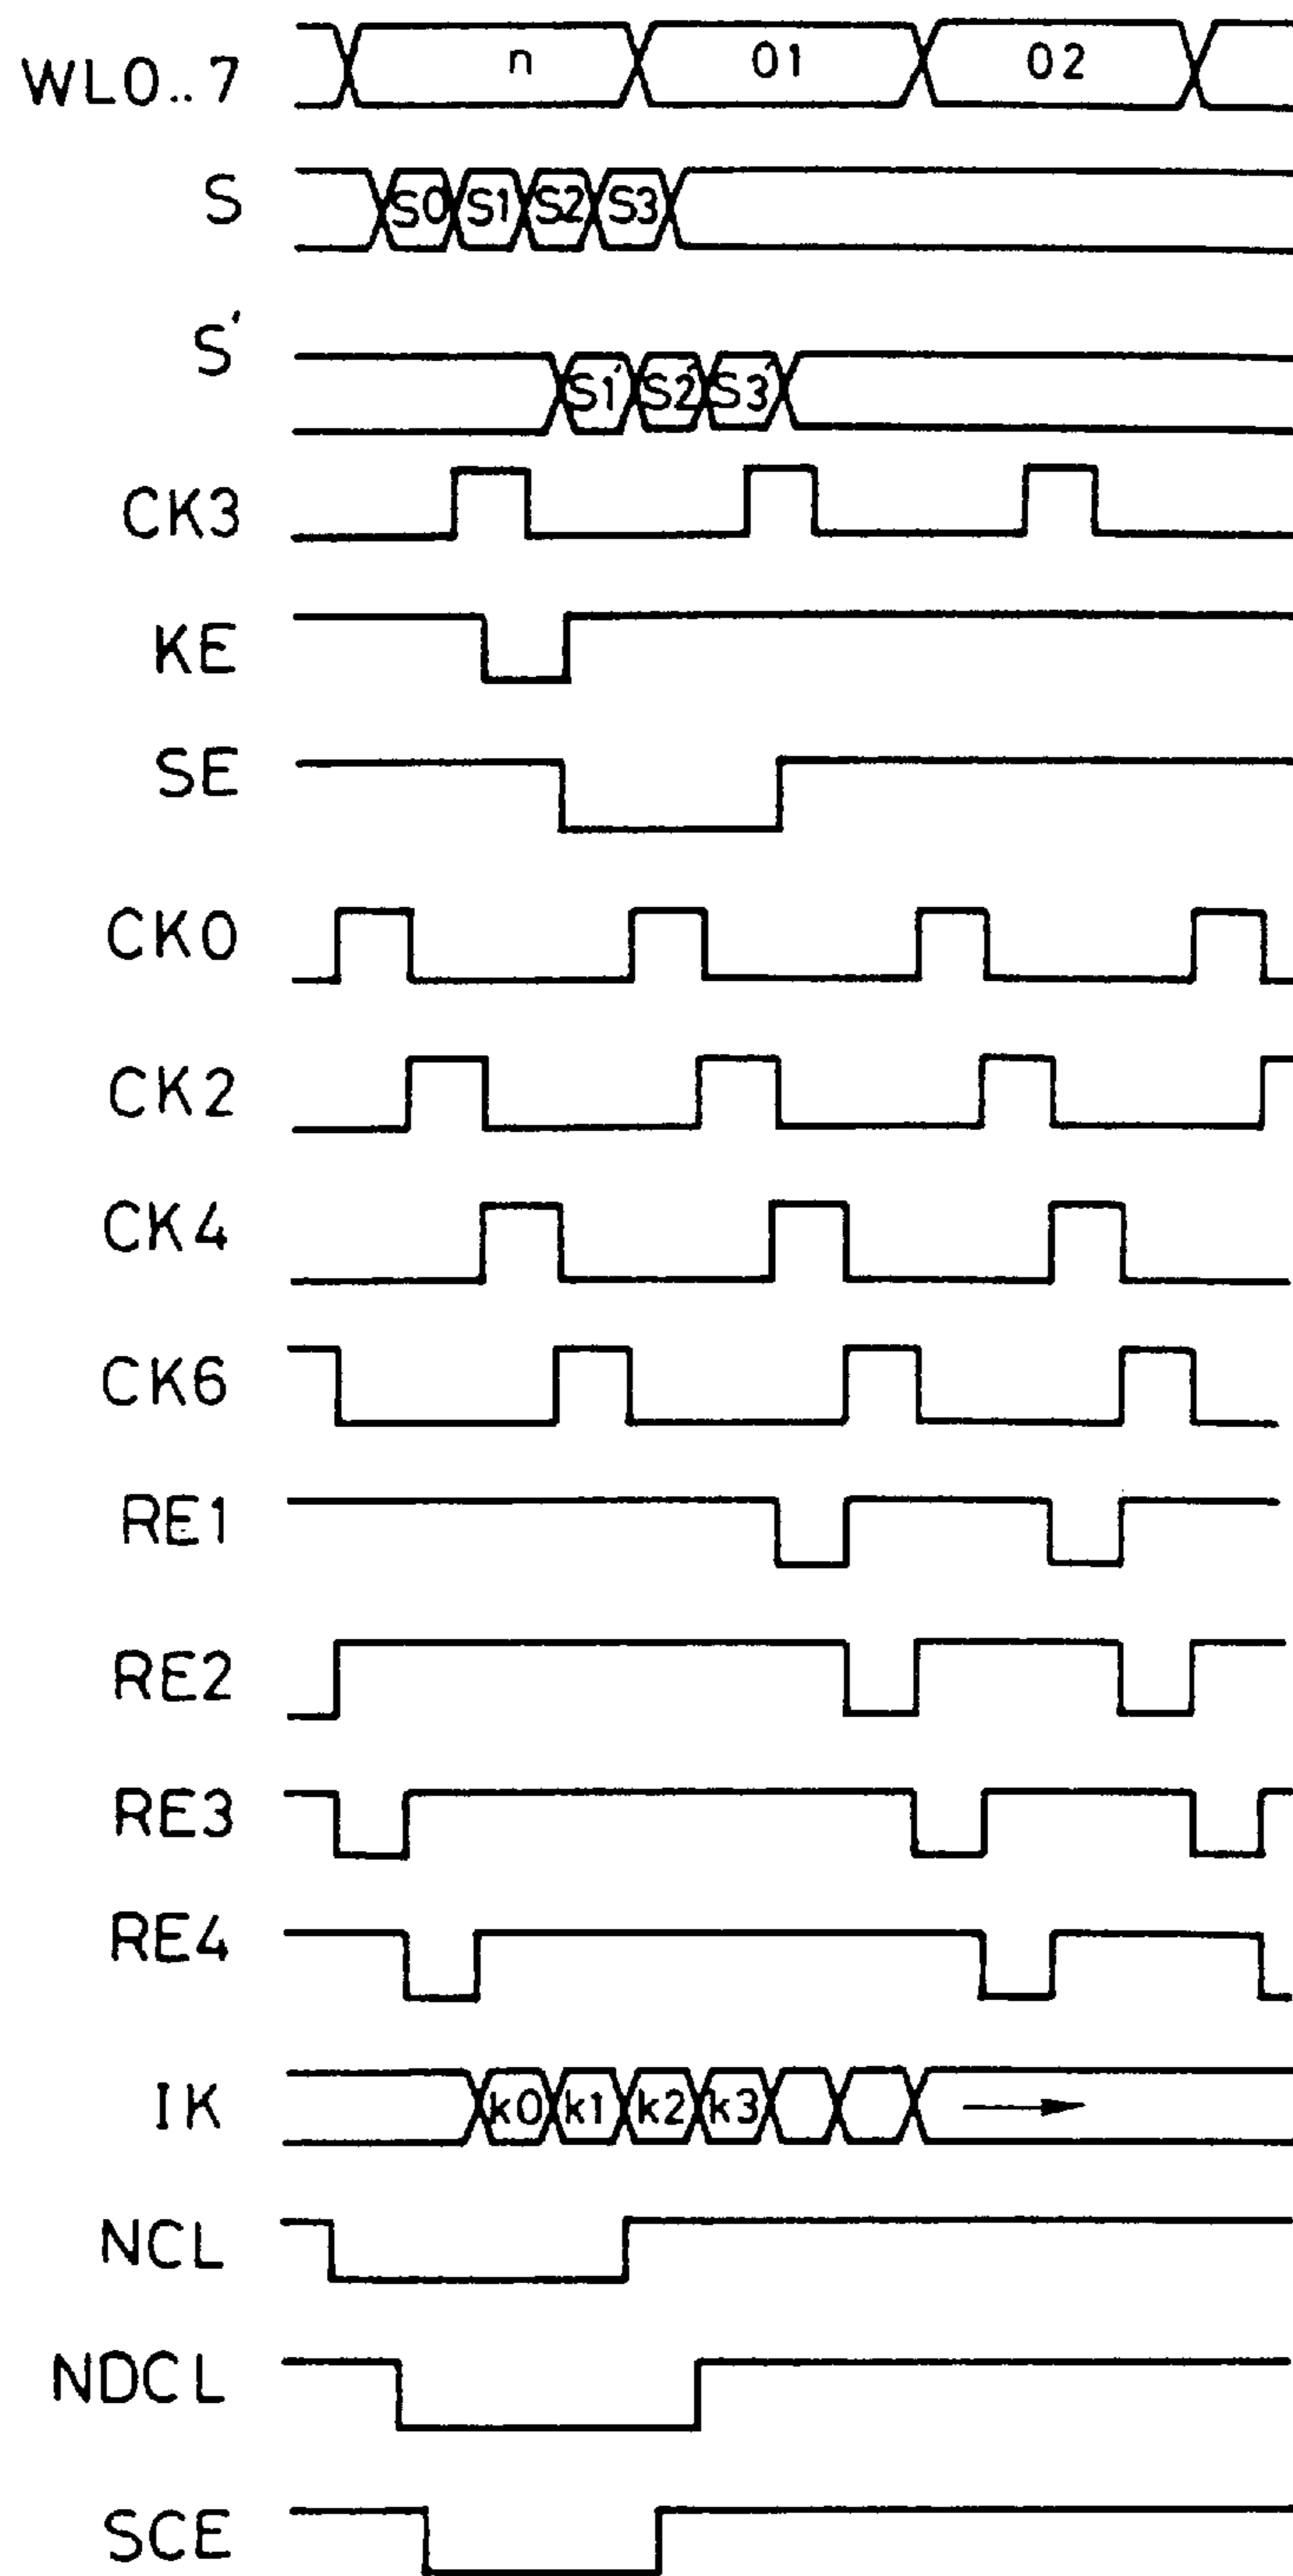 WL0..7 n 01 02
S S0 S1 S2 S3
S' S1' S2' S3'
CK3
KE
SE
CK0
CK2
CK4
CK6
RE1
RE2
RE3
RE4
IK k0 k1 k2 k3
NCL
NDCL
SCE